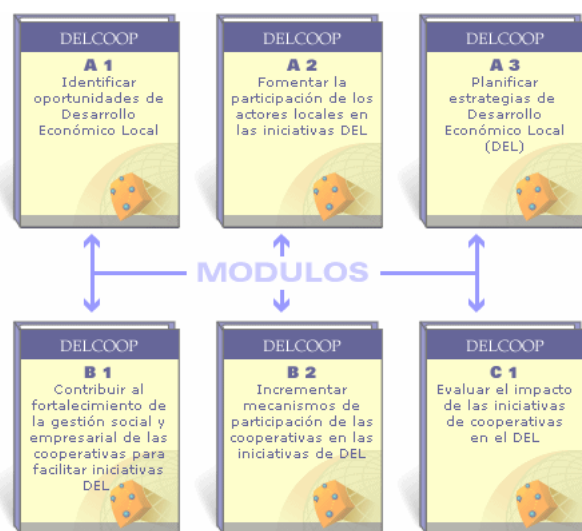 DELCOOP
A 1
Identificar
oportunidades de
Desarrollo
Económico Local
DELCOOP
A 2
Fomentar la
participación de los
actores locales en
las iniciativas DEL
DELCOOP
A 3
Planificar
estrategias de
Desarrollo
Económico Local
(DEL)
MODULOS
DELCOOP
B 1
Contribuir al
fortalecimiento de
la gestión social y
empresarial de las
cooperativas para
facilitar iniciativas
DEL
DELCOOP
B 2
Incrementar
mecanismos de
participación de las
cooperativas en las
iniciativas de DEL
DELCOOP
C 1
Evaluar el impacto
de las iniciativas
de cooperativas
en el DEL